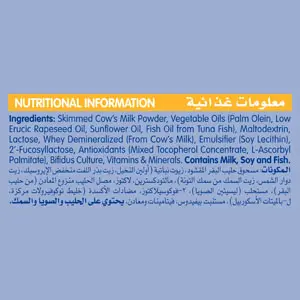 NUTRITIONAL INFORMATION
معلومات غذائية
Ingredients: Skimmed Cow's Milk Powder, Vegetable Oils (Palm Olein, Low
Erucic Rapeseed Oil, Sunflower Oil, Fish Oil from Tuna Fish), Maltodextrin,
Lactose, Whey Demineralized (From Cow's Milk), Emulsifier (Soy Lecithin),
2'-Fucosyllactose, Antioxidants (Mixed Tocopherol Concentrate, L-Ascorbyl
Palmitate), Bifidus Culture, Vitamins & Minerals. Contains Milk, Soy and Fish.
المكونات: مسحوق حليب البقر المقشود، زيوت نباتية (أولين النخيل، زيت بذر اللفت منخفض الإيروسيك، زيت
دوار الشمس، زيت السمك من سمك التونة)، مالتودكسترين، لاكتوز، مصل الحليب منزوع المعادن (من حليب
البقر)، مستحلب (ليسيثين الصويا)، ٢-فوكوسيلاكتوز، مضادات الأكسدة (خليط توكوفيرولات مركزة،
ل-بالميتات الأسكوربيل)، مستنبت بيفيدوس، فيتامينات ومعادن. يحتوي على الحليب والصويا والسمك.